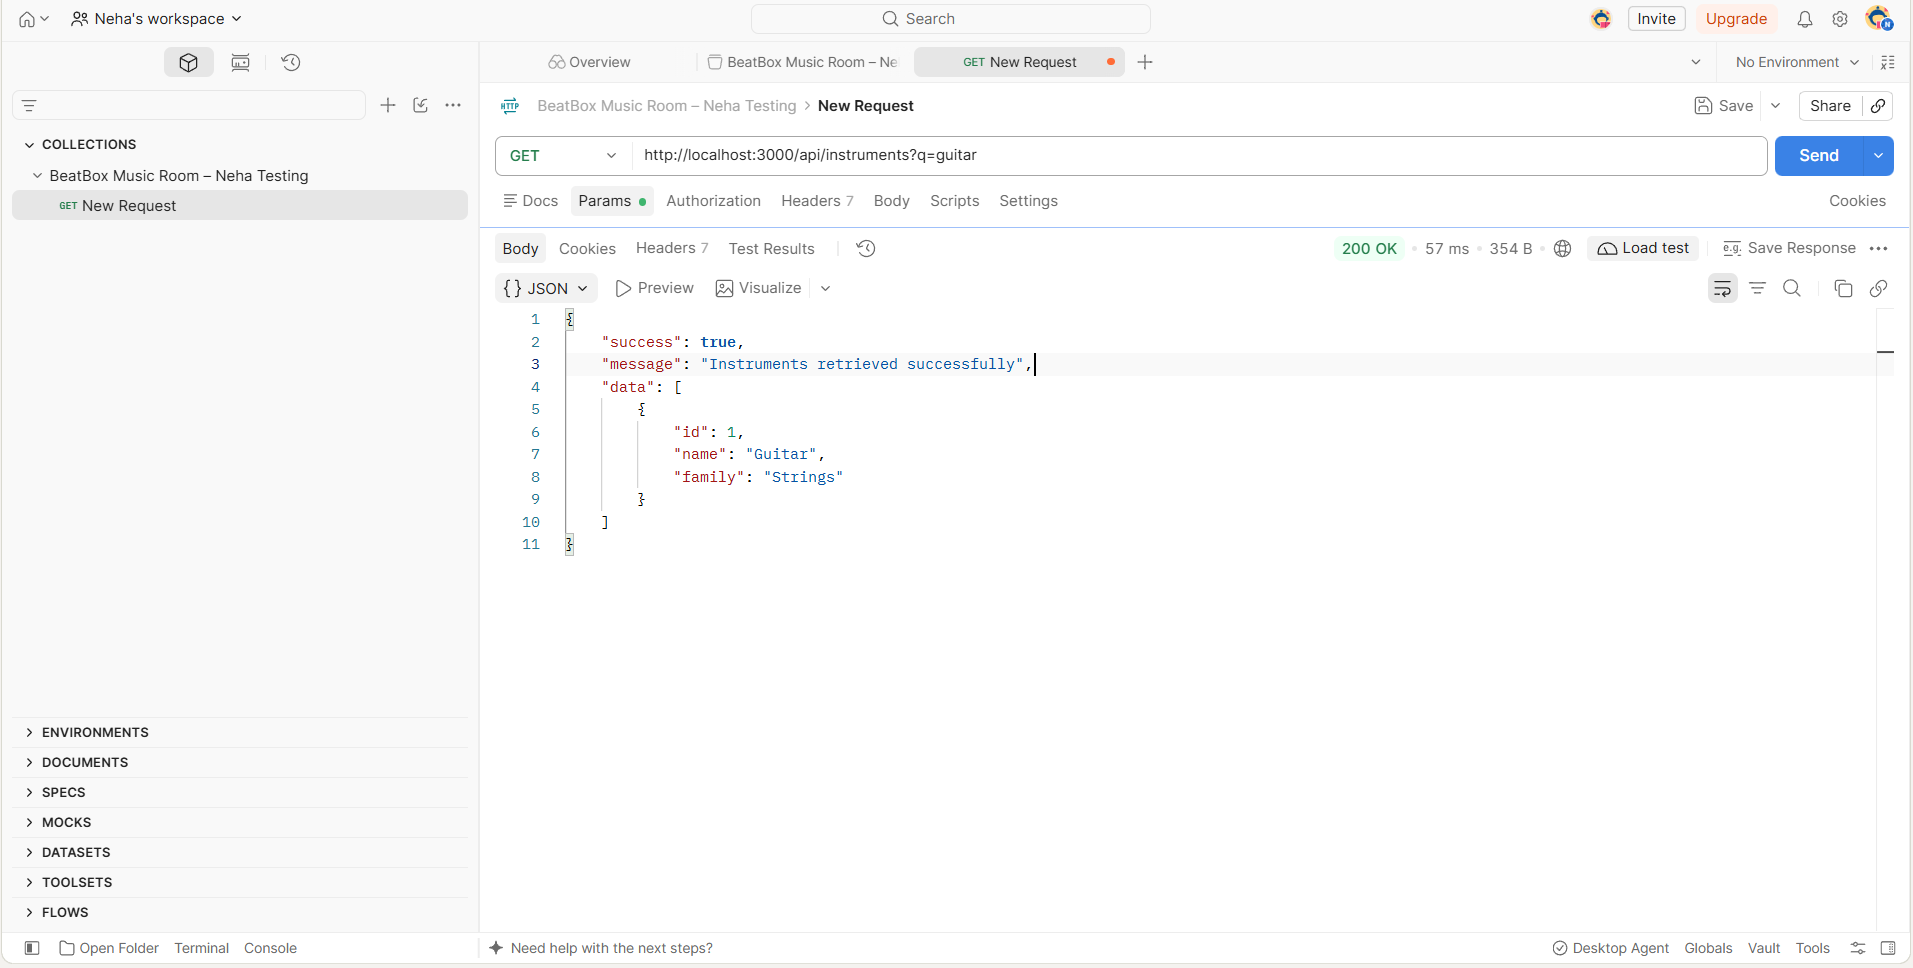 Neha's workspace
Search
Invite
Upgrade
N
Overview
BeatBox Music Room – Ne
GET New Request
No Environment
HTTP
BeatBox Music Room – Neha Testing > New Request
Save
Share
COLLECTIONS
BeatBox Music Room – Neha Testing
GET New Request
GET
http://localhost:3000/api/instruments?q=guitar
Send
Docs
Params
Authorization
Headers 7
Body
Scripts
Settings
Cookies
Body
Cookies
Headers 7
Test Results
200 OK
57 ms
354 B
Load test
e.g. Save Response
{} JSON
Preview
Visualize
1 {
2 "success": true,
3 "message": "Instruments retrieved successfully",
4 "data": [
5 {
6 "id": 1,
7 "name": "Guitar",
8 "family": "Strings"
9 }
10 ]
11 }
ENVIRONMENTS
DOCUMENTS
SPECS
MOCKS
DATASETS
TOOLSETS
FLOWS
Open Folder
Terminal
Console
Need help with the next steps?
Desktop Agent
Globals
Vault
Tools